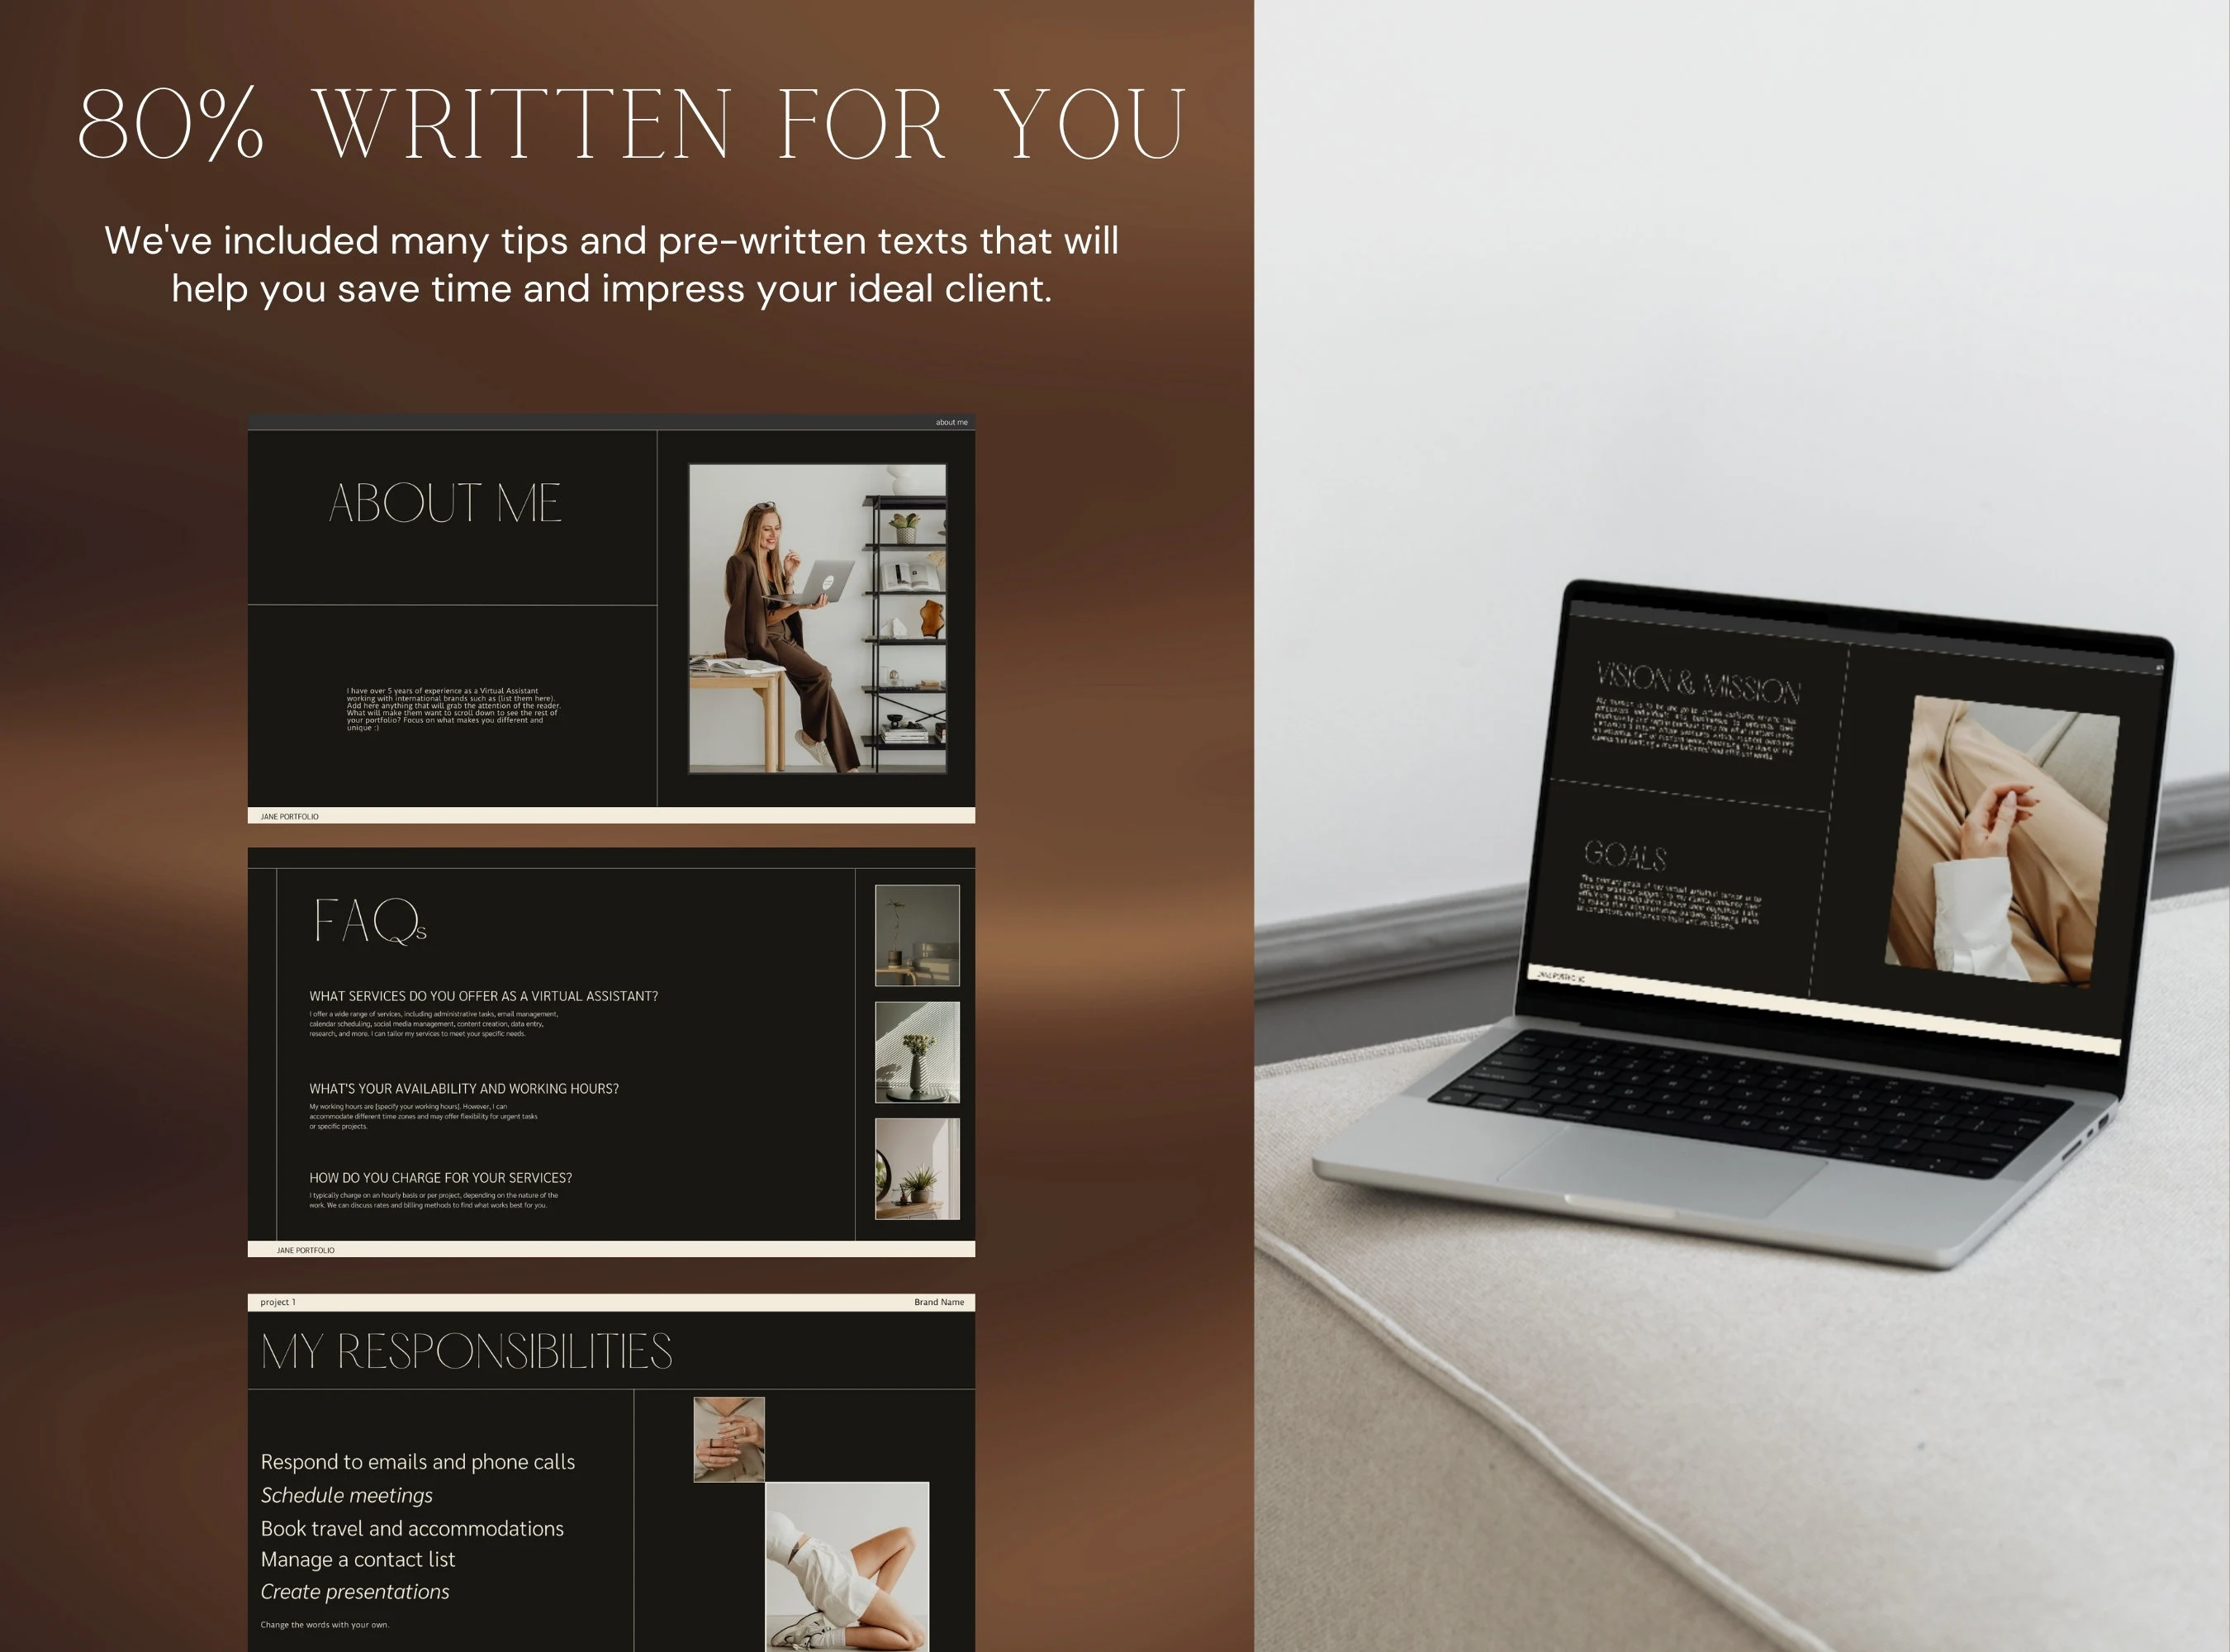 80% WRITTEN FOR YOU
We've included many tips and pre-written texts that will
help you save time and impress your ideal client.
about me
ABOUT ME
I have over 5 years of experience as a Virtual Assistant
working with international brands such as (list them here).
Add here anything that will grab the attention of the reader.
What will make them want to scroll down to see the rest of
your portfolio? Focus on what makes you different and
unique :)
JANE PORTFOLIO
FAQs
WHAT SERVICES DO YOU OFFER AS A VIRTUAL ASSISTANT?
I offer a wide range of services, including administrative tasks, email management,
calendar scheduling, social media management, content creation, data entry,
research, and more. I can tailor my services to meet your specific needs.
WHAT'S YOUR AVAILABILITY AND WORKING HOURS?
My working hours are [specify your working hours]. However, I can
accommodate different time zones and may offer flexibility for urgent tasks
or specific projects.
HOW DO YOU CHARGE FOR YOUR SERVICES?
I typically charge on an hourly basis or per project, depending on the nature of the
work. We can discuss rates and billing methods to find what works best for you.
JANE PORTFOLIO
project 1
Brand Name
MY RESPONSIBILITIES
Respond to emails and phone calls
Schedule meetings
Book travel and accommodations
Manage a contact list
Create presentations
Change the words with your own.
VISION & MISSION
GOALS